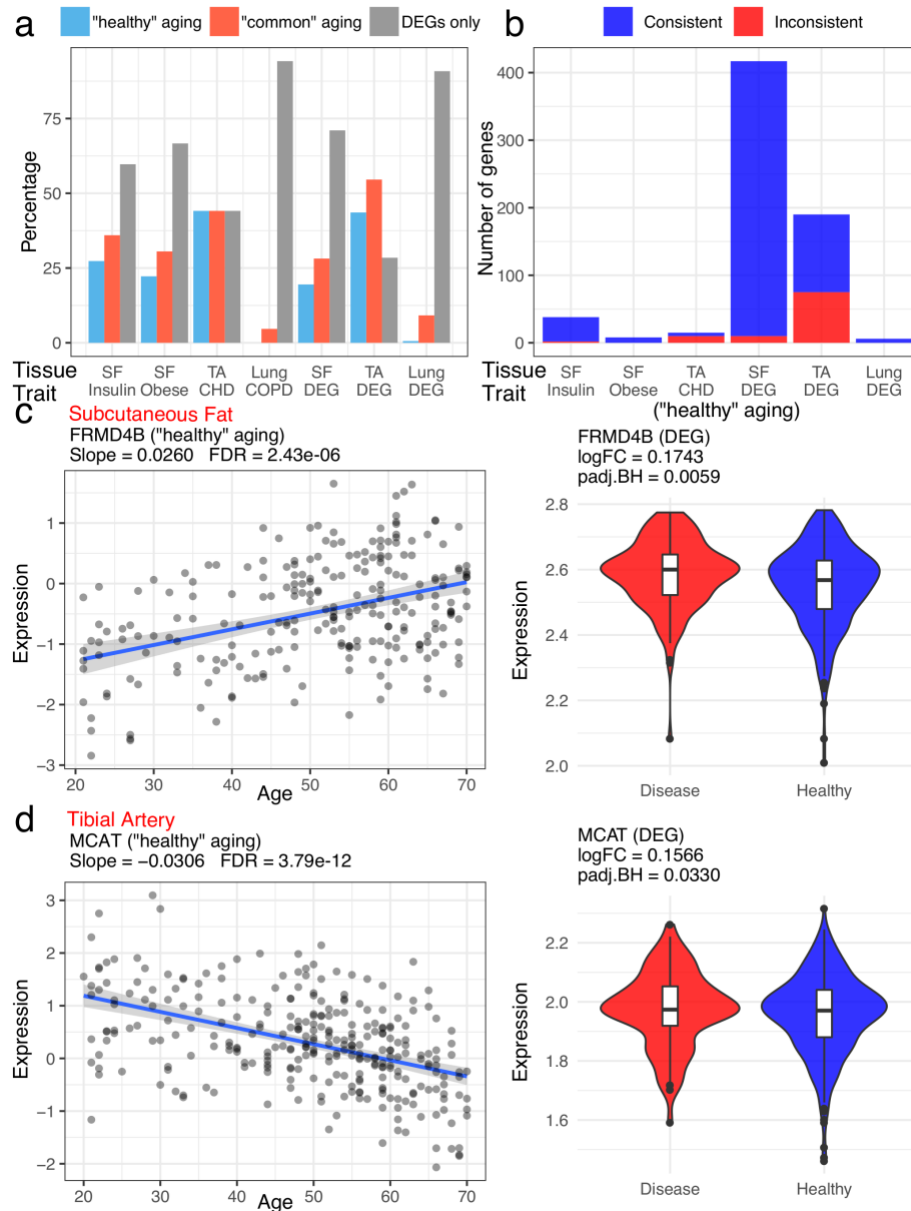 a "healthy" aging "common" aging DEGs only
Percentage
75
50
25
0
Tissue SF SF TA Lung SF TA Lung
Trait Insulin Obese CHD COPD DEG DEG DEG
b Consistent Inconsistent
Number of genes
400
300
200
100
0
Tissue SF SF TA SF TA Lung
Trait Insulin Obese CHD DEG DEG DEG
("healthy" aging)
c Subcutaneous Fat
FRMD4B ("healthy" aging)
Slope = 0.0260 FDR = 2.43e-06
Expression
1
0
−1
−2
−3
20 30 40 50 60 70
Age
FRMD4B (DEG)
logFC = 0.1743
padj.BH = 0.0059
Expression
2.8
2.6
2.4
2.2
2.0
Disease Healthy
d Tibial Artery
MCAT ("healthy" aging)
Slope = −0.0306 FDR = 3.79e-12
Expression
3
2
1
0
−1
−2
20 30 40 50 60 70
Age
MCAT (DEG)
logFC = 0.1566
padj.BH = 0.0330
Expression
2.2
2.0
1.8
1.6
Disease Healthy